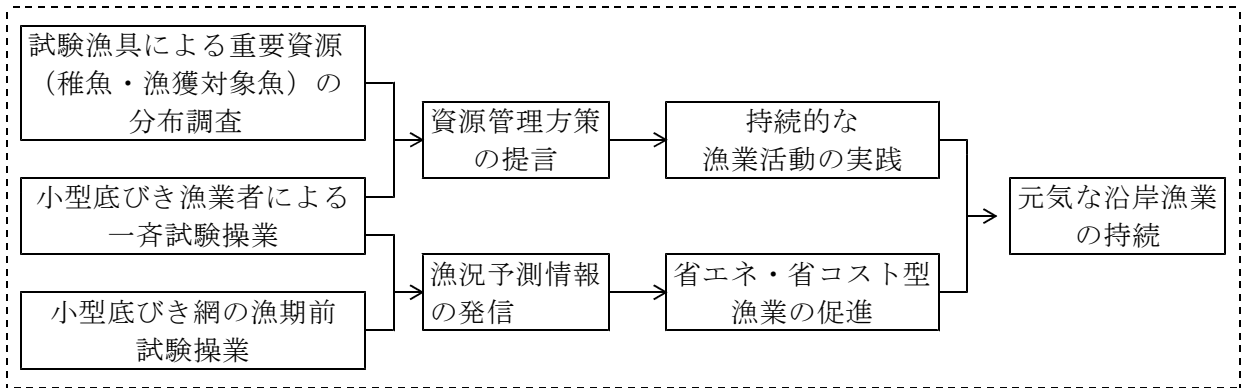 試験漁具による重要資源
（稚魚・漁獲対象魚）の
分布調査
小型底びき漁業者による
一斉試験操業
小型底びき網の漁期前
試験操業
資源管理方策
の提言
漁況予測情報
の発信
持続的な
漁業活動の実践
省エネ・省コスト型
漁業の促進
元気な沿岸漁業
の持続